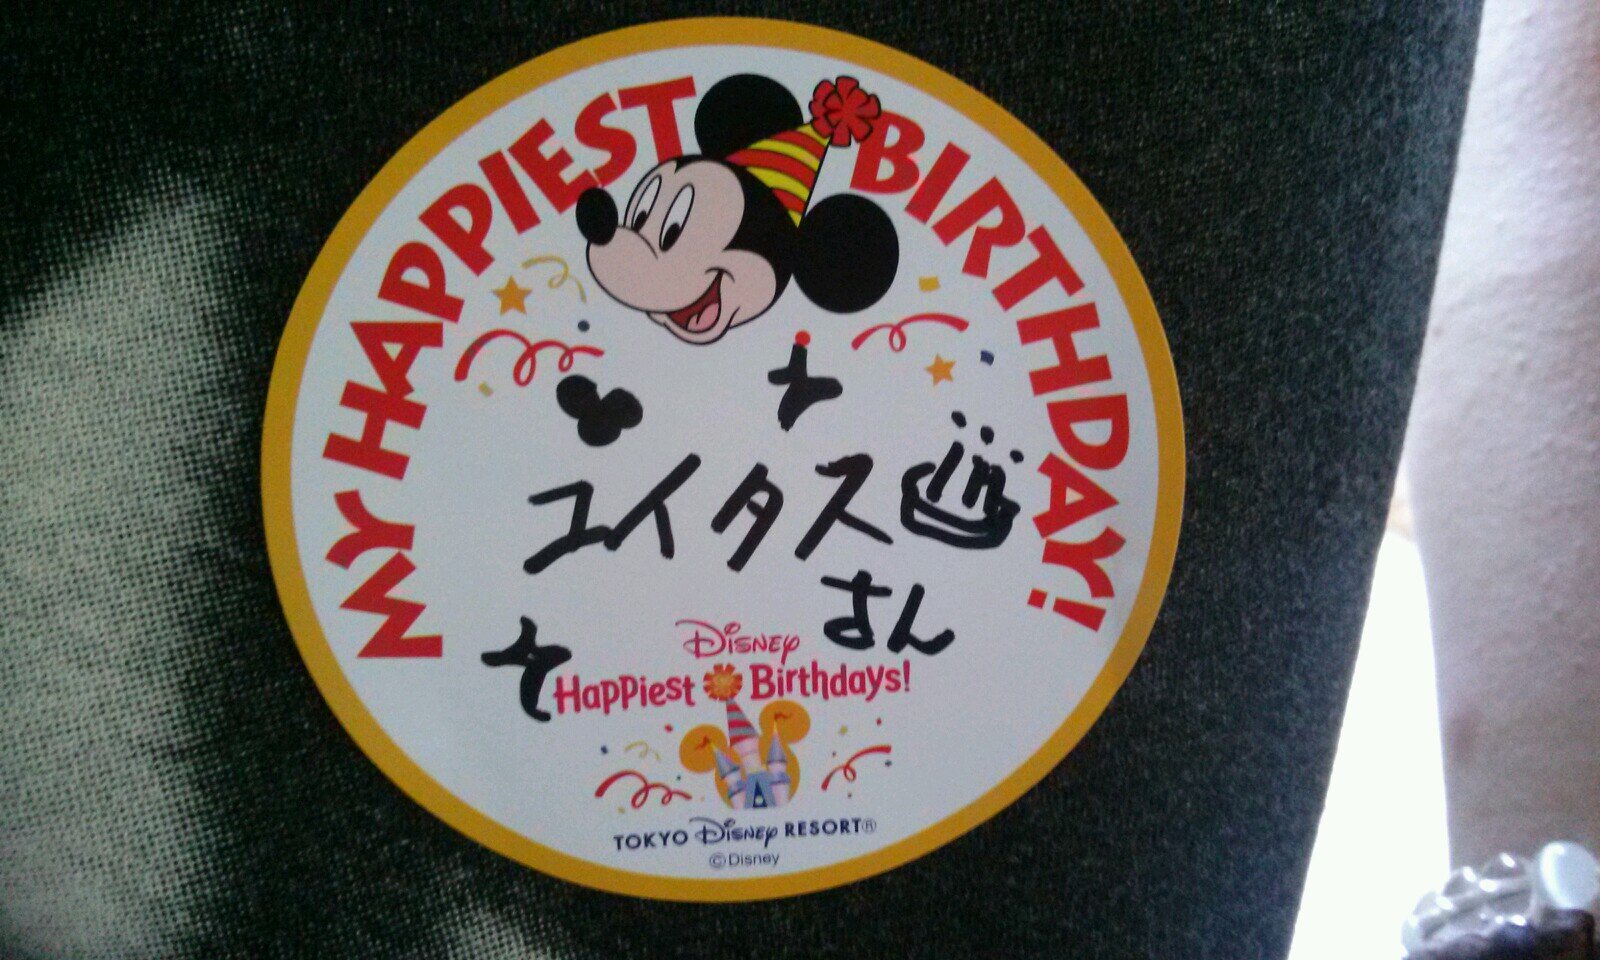 MY HAPPIEST BIRTHDAY!
ユイタス
さん
Disney
Happiest Birthdays!
TOKYO Disney RESORT®
©Disney